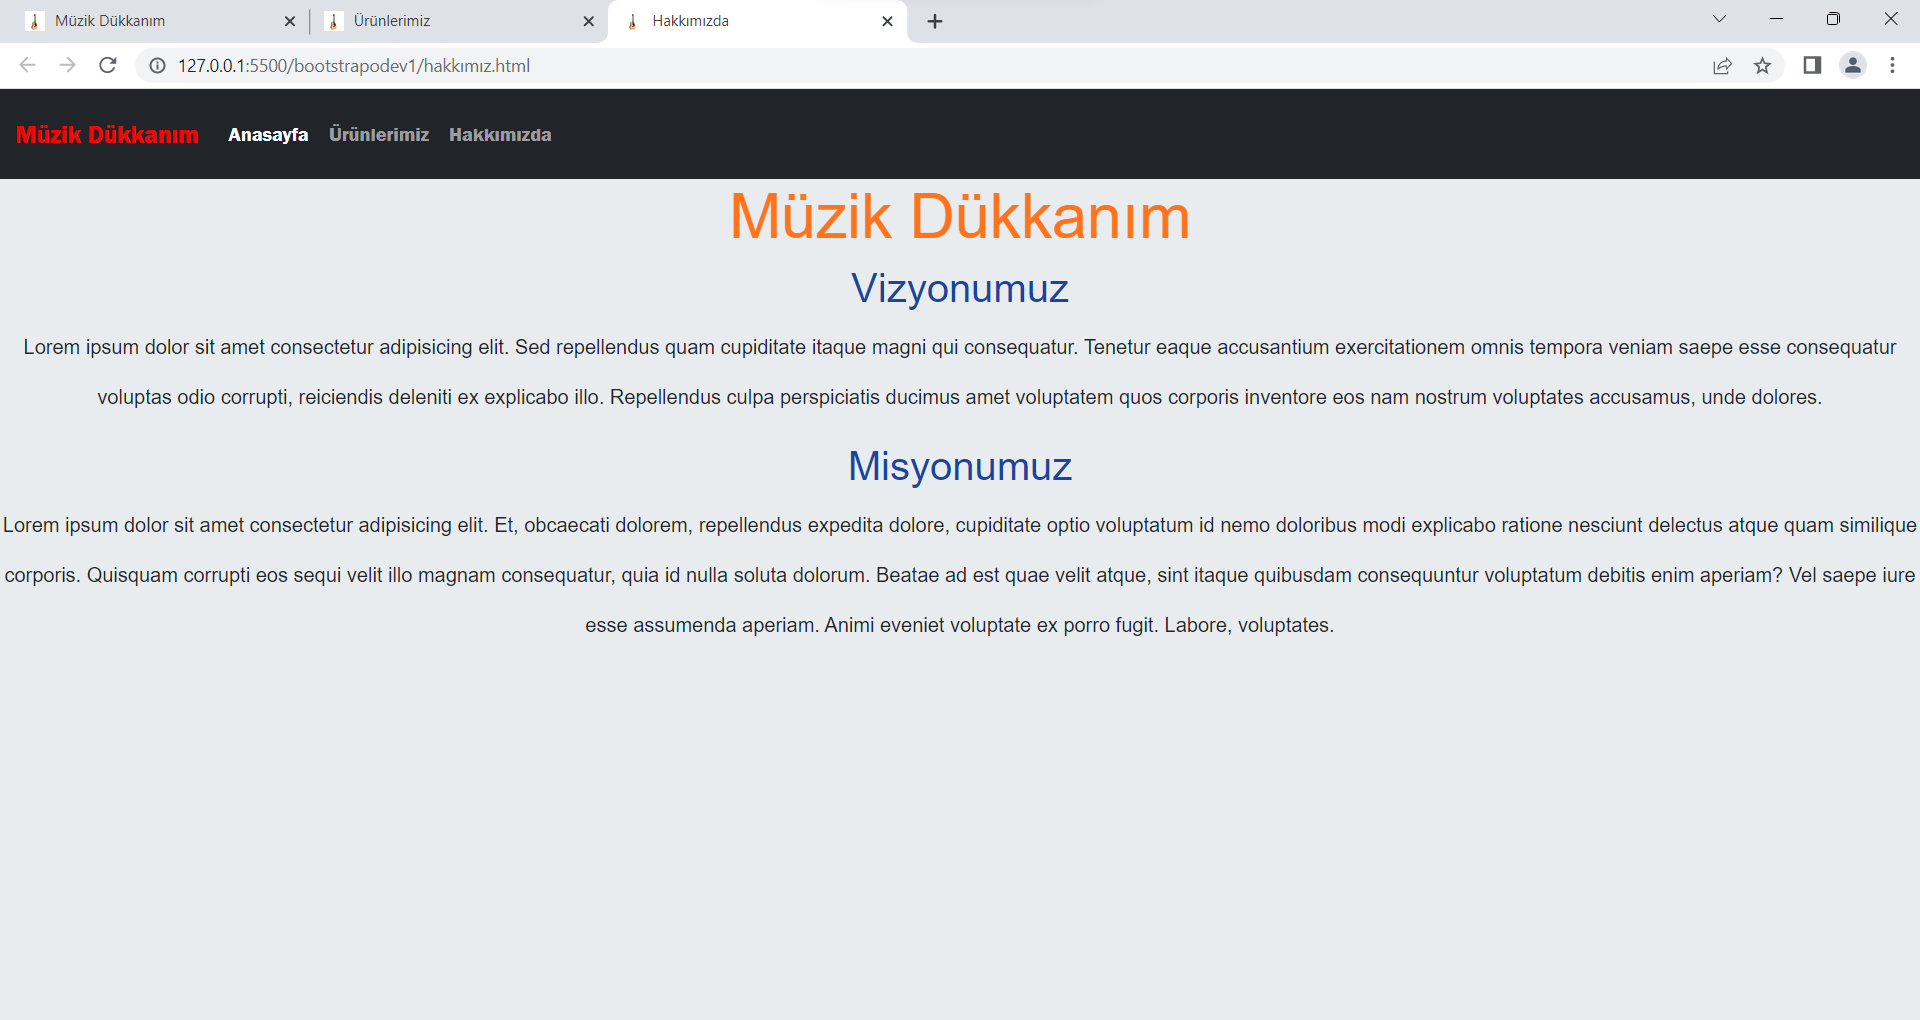 Müzik Dükkanım
Ürünlerimiz
Hakkımızda
127.0.0.1:5500/bootstrapodev1/hakkımız.html
Müzik Dükkanım Anasayfa Ürünlerimiz Hakkımızda
Müzik Dükkanım
Vizyonumuz
Lorem ipsum dolor sit amet consectetur adipisicing elit. Sed repellendus quam cupiditate itaque magni qui consequatur. Tenetur eaque accusantium exercitationem omnis tempora veniam saepe esse consequatur
voluptas odio corrupti, reiciendis deleniti ex explicabo illo. Repellendus culpa perspiciatis ducimus amet voluptatem quos corporis inventore eos nam nostrum voluptates accusamus, unde dolores.
Misyonumuz
Lorem ipsum dolor sit amet consectetur adipisicing elit. Et, obcaecati dolorem, repellendus expedita dolore, cupiditate optio voluptatum id nemo doloribus modi explicabo ratione nesciunt delectus atque quam similique
corporis. Quisquam corrupti eos sequi velit illo magnam consequatur, quia id nulla soluta dolorum. Beatae ad est quae velit atque, sint itaque quibusdam consequuntur voluptatum debitis enim aperiam? Vel saepe iure
esse assumenda aperiam. Animi eveniet voluptate ex porro fugit. Labore, voluptates.